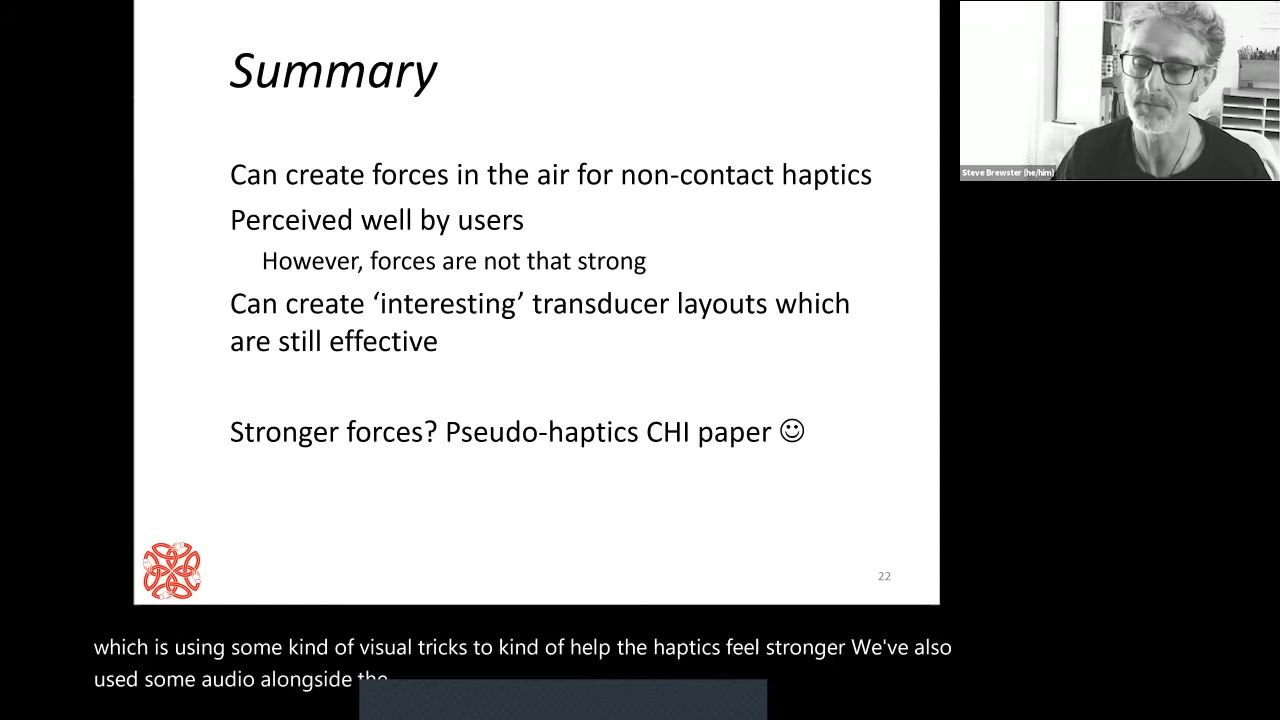 Summary
Can create forces in the air for non-contact haptics
Perceived well by users
However, forces are not that strong
Can create ‘interesting’ transducer layouts which
are still effective
Stronger forces? Pseudo-haptics CHI paper ☺
22
Steve Brewster (he/him)
which is using some kind of visual tricks to kind of help the haptics feel stronger We've also
used some audio alongside the